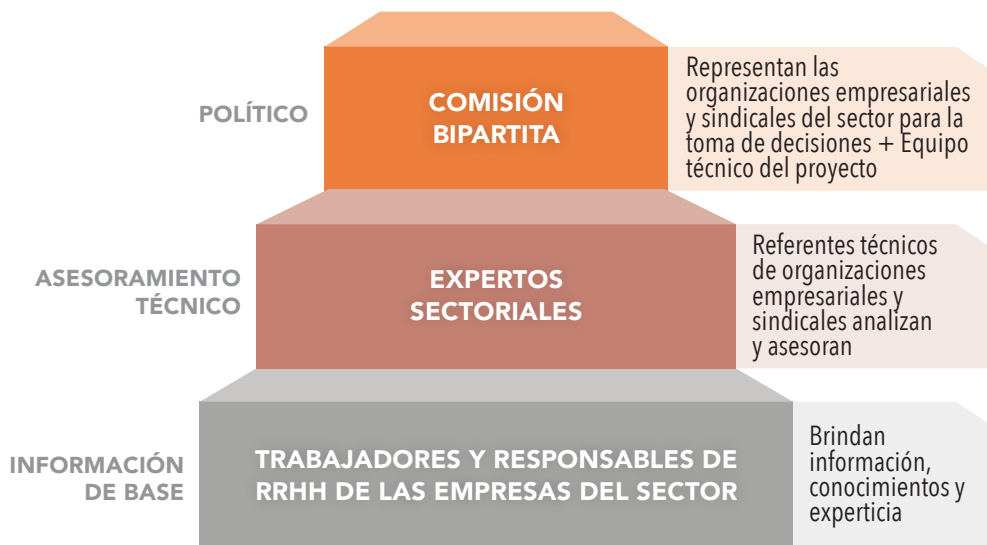 POLÍTICO
COMISIÓN
BIPARTITA
Representan las
organizaciones empresariales
y sindicales del sector para la
toma de decisiones + Equipo
técnico del proyecto
ASESORAMIENTO
TÉCNICO
EXPERTOS
SECTORIALES
Referentes técnicos
de organizaciones
empresariales y
sindicales analizan
y asesoran
INFORMACIÓN
DE BASE
TRABAJADORES Y RESPONSABLES DE
RRHH DE LAS EMPRESAS DEL SECTOR
Brindan
información,
conocimientos y
experticia